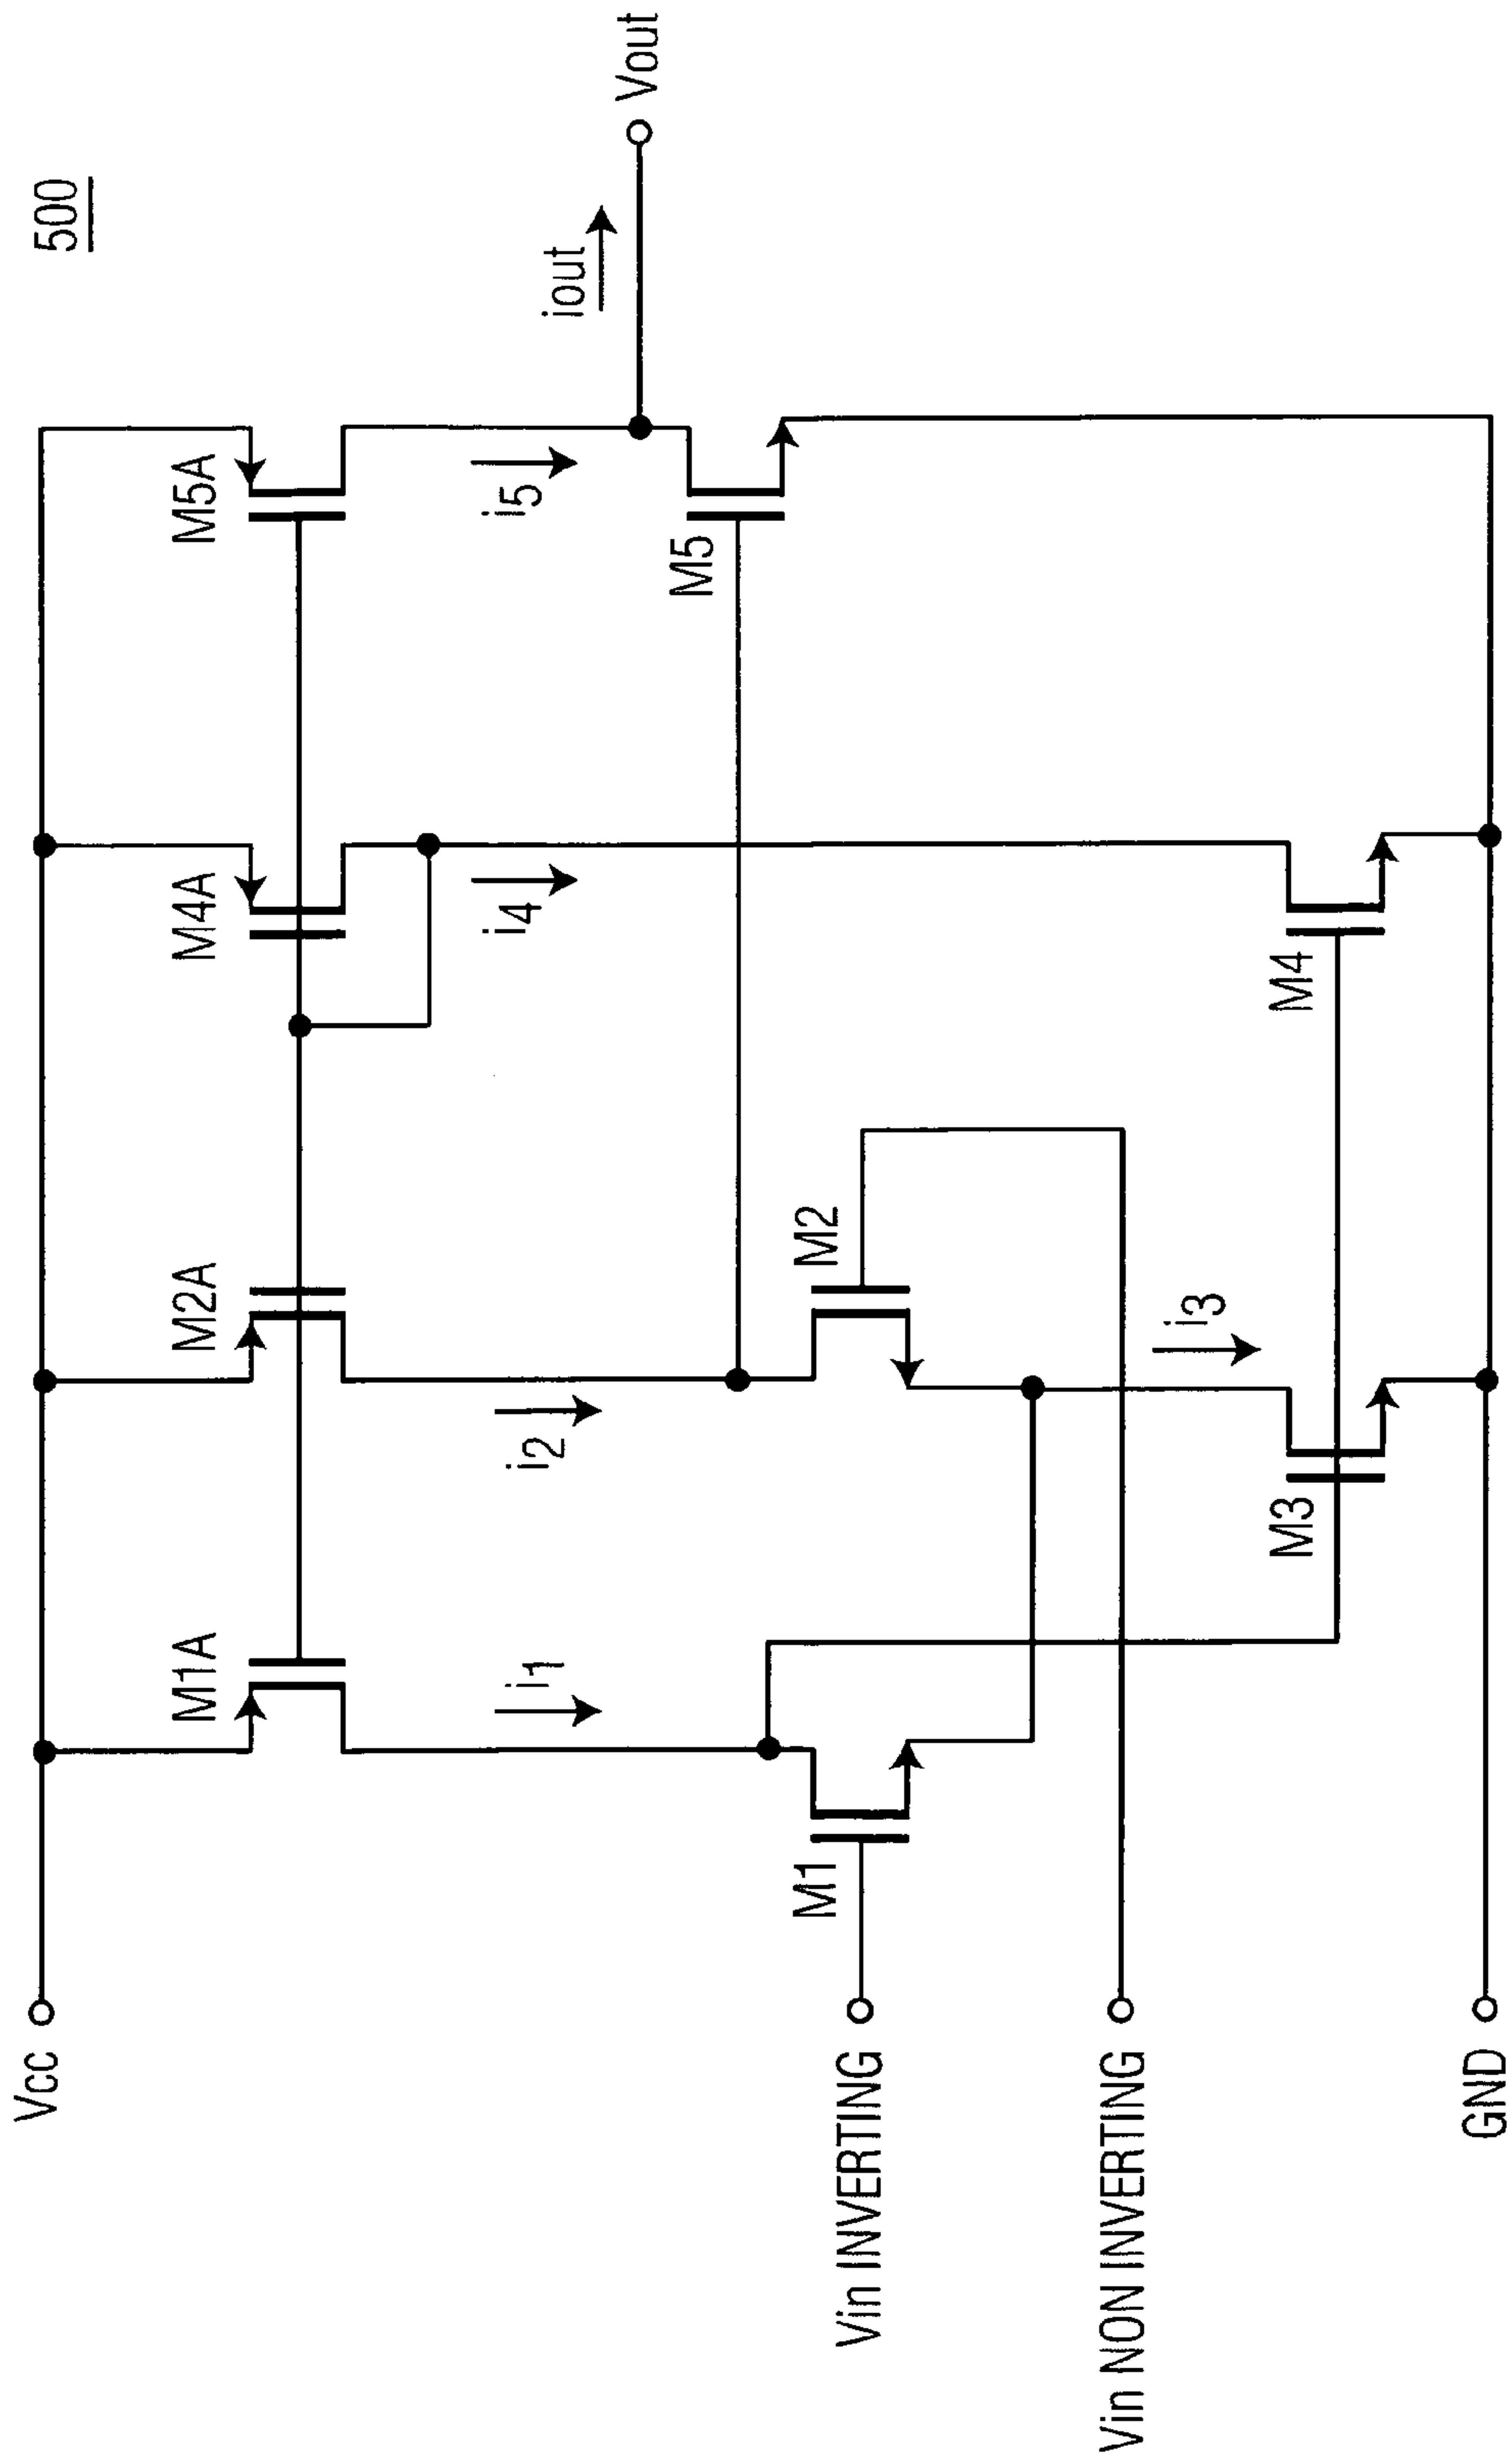 500
Vcc
M1A
M2A
M4A
M5A
i1
i2
i4
i5
iout
Vout
M1
M2
M5
Vin INVERTING
Vin NON INVERTING
i3
M3
M4
GND